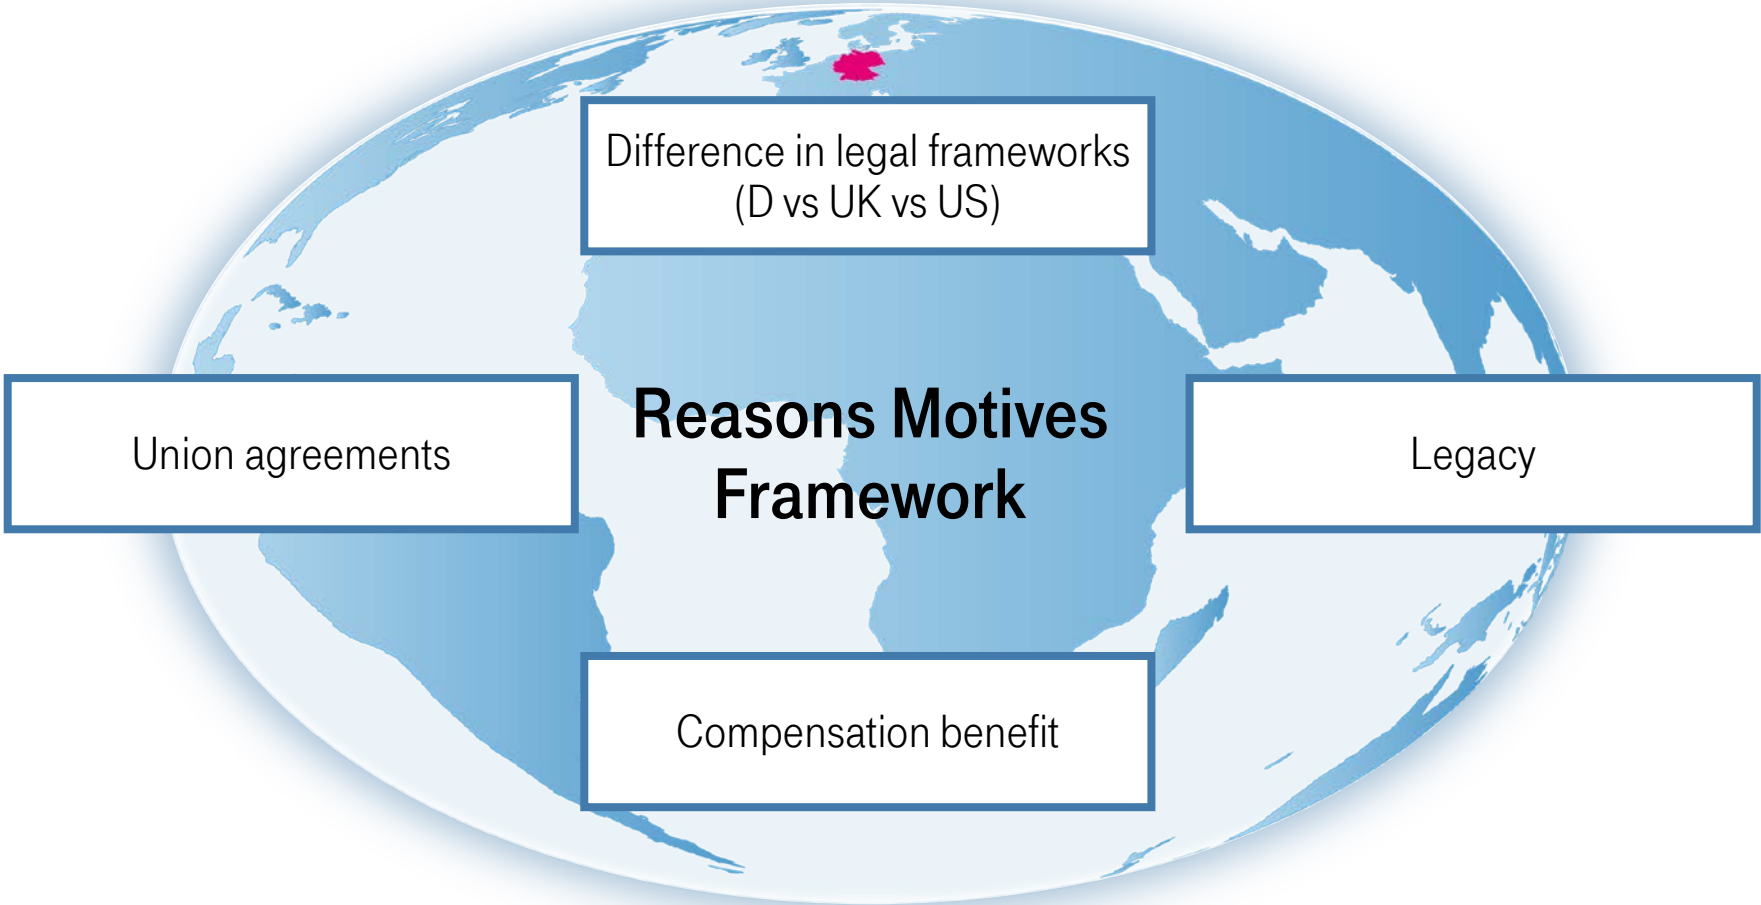 Difference in legal frameworks
(D vs UK vs US)
Union agreements
Reasons Motives
Framework
Legacy
Compensation benefit